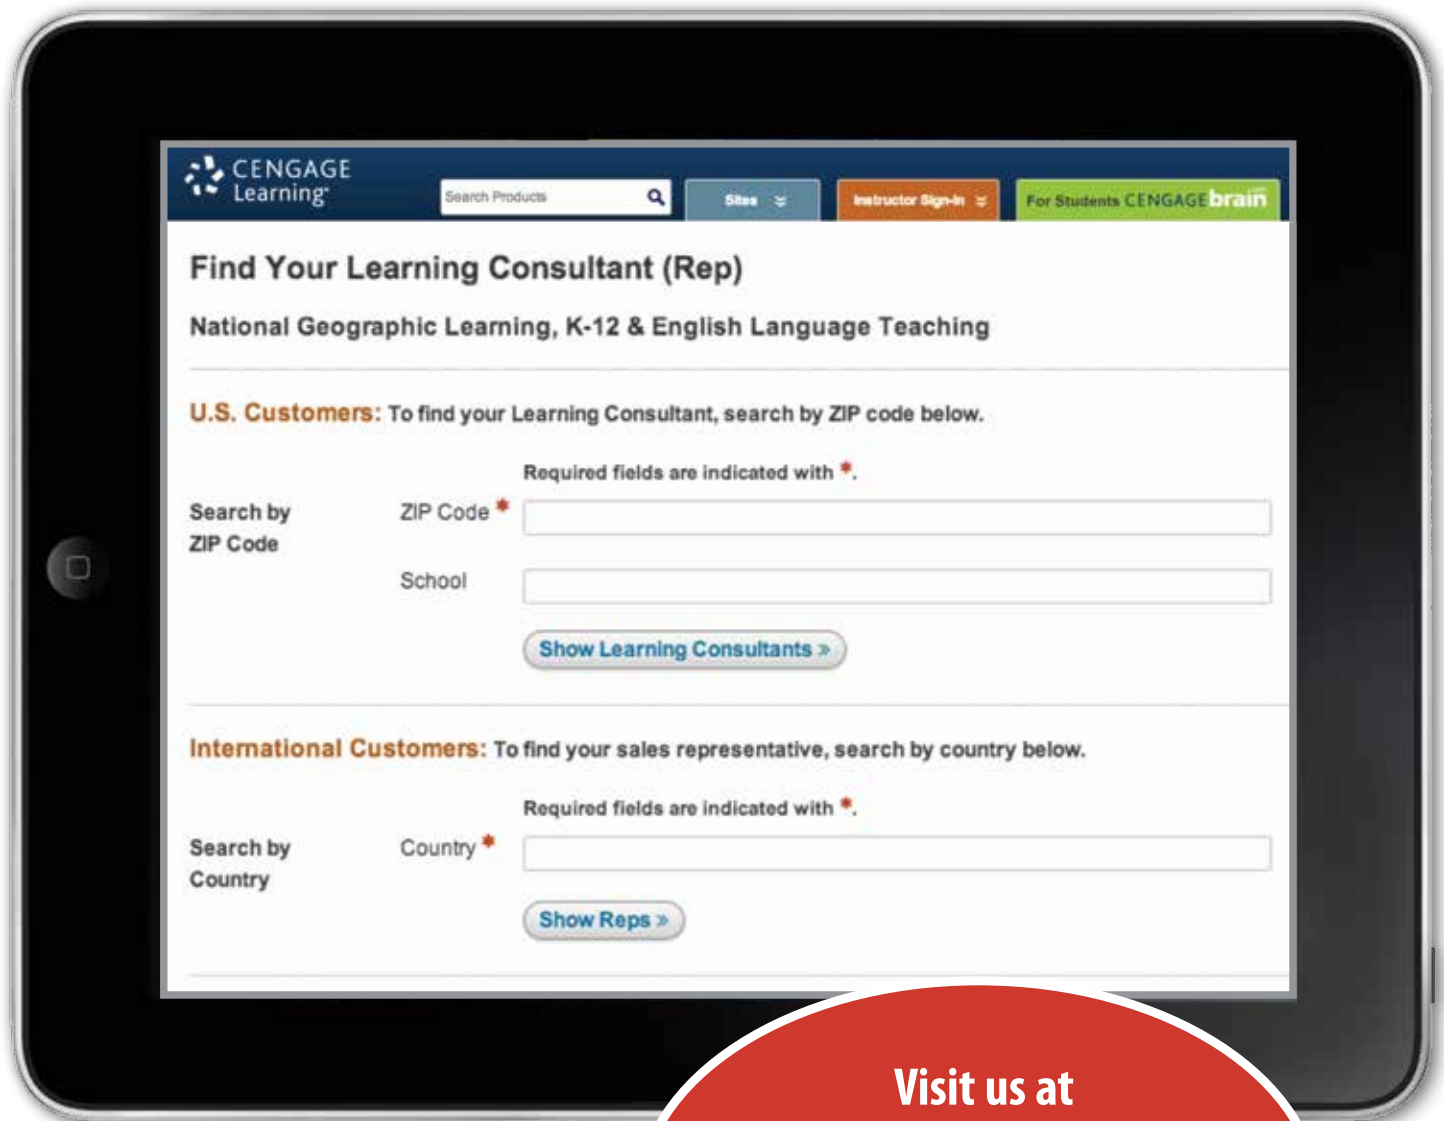 CENGAGE
Learning
Search Products
Sites
Instructor Sign-In
For Students CENGAGEbrain.com
Find Your Learning Consultant (Rep)
National Geographic Learning, K-12 & English Language Teaching
U.S. Customers: To find your Learning Consultant, search by ZIP code below.
Required fields are indicated with *.
Search by
ZIP Code
ZIP Code *
School
Show Learning Consultants »
International Customers: To find your sales representative, search by country below.
Required fields are indicated with *.
Search by
Country
Country *
Show Reps »
Visit us at